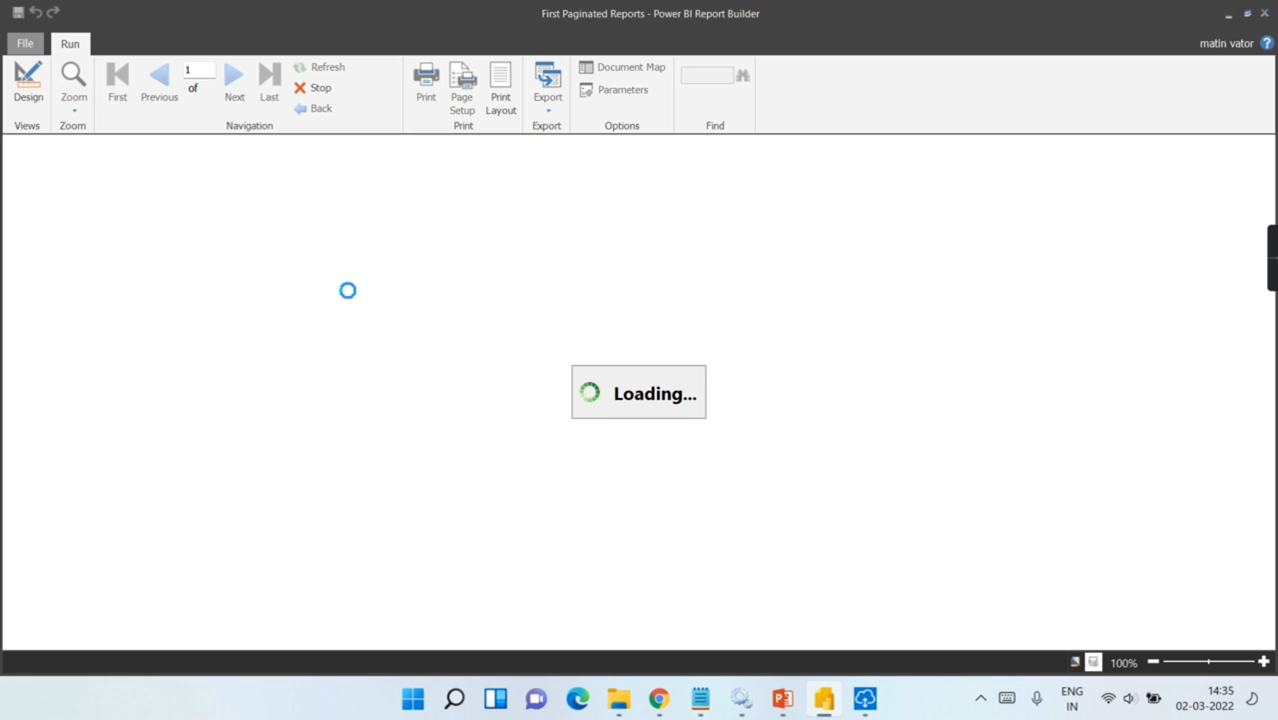 First Paginated Reports - Power BI Report Builder
File
Run
matin vator
Design
Zoom
First
Previous
1
of
Next
Last
Refresh
Stop
Back
Print
Page Setup
Print Layout
Export
Document Map
Parameters
Views
Zoom
Navigation
Print
Export
Options
Find
Loading...
100%
ENG
IN
14:35
02-03-2022